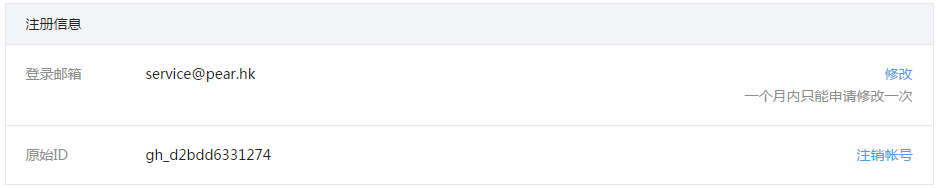 注册信息
登录邮箱 service@pear.hk 修改
一个月内只能申请修改一次
原始ID gh_d2bdd6331274 注销帐号